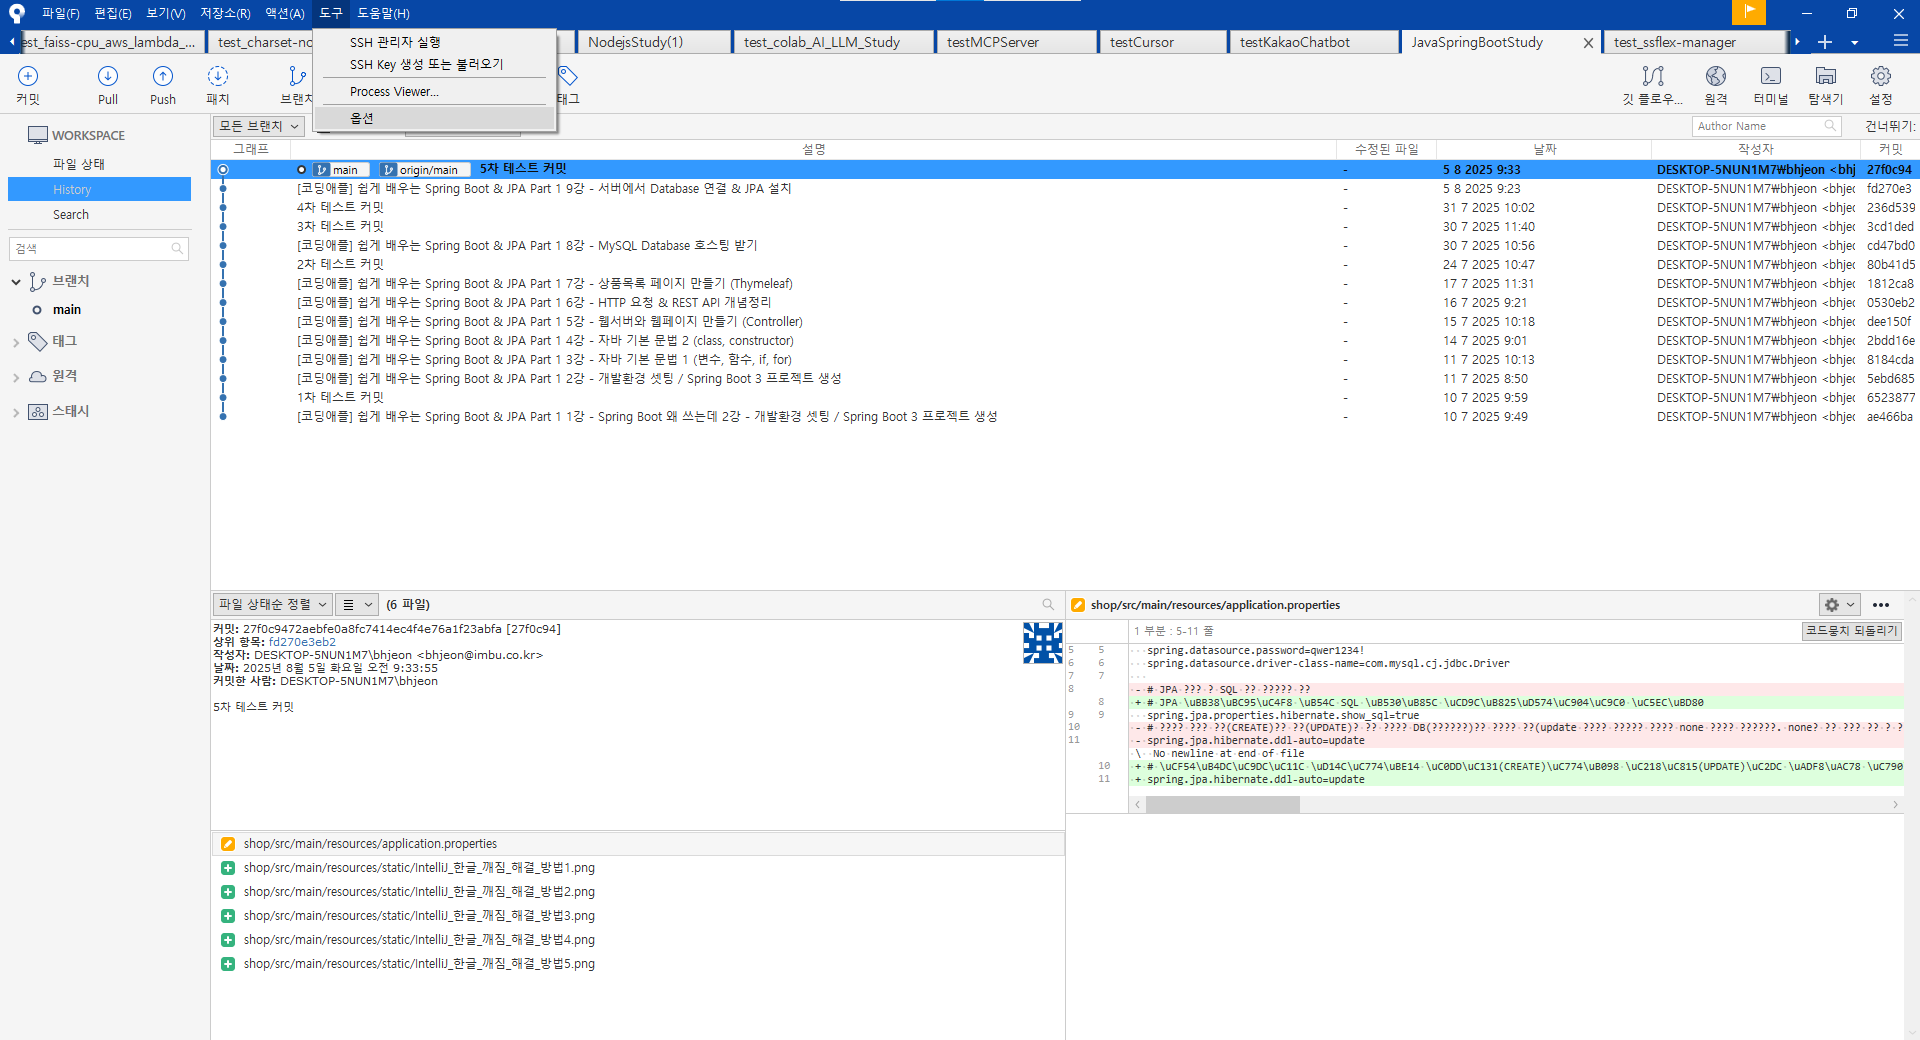 파일(F) 편집(E) 보기(V) 저장소(R) 액션(A) 도구 도움말(H)
est_faiss-cpu_aws_lambda_... test_charset-no NodejsStudy(1) test_colab_AI_LLM_Study testMCPServer testCursor testKakaoChatbot JavaSpringBootStudy test_ssflex-manager
SSH 관리자 실행
SSH Key 생성 또는 불러오기
Process Viewer...
옵션
커밋 Pull Push 패치 브랜치 태그 깃 플로우... 원격 터미널 탐색기 설정
모든 브랜치 Author Name 건너뛰기:
WORKSPACE
파일 상태
History
Search
검색
브랜치
main
태그
원격
스태시
그래프 설명 수정된 파일 날짜 작성자 커밋
main origin/main 5차 테스트 커밋 - 5 8 2025 9:33 DESKTOP-5NUN1M7₩bhjeon <bhj 27f0c94
[코딩애플] 쉽게 배우는 Spring Boot & JPA Part 1 9강 - 서버에서 Database 연결 & JPA 설치 - 5 8 2025 9:23 DESKTOP-5NUN1M7₩bhjeon <bhjec fd270e3
4차 테스트 커밋 - 31 7 2025 10:02 DESKTOP-5NUN1M7₩bhjeon <bhjec 236d539
3차 테스트 커밋 - 30 7 2025 11:40 DESKTOP-5NUN1M7₩bhjeon <bhjec 3cd1ded
[코딩애플] 쉽게 배우는 Spring Boot & JPA Part 1 8강 - MySQL Database 호스팅 받기 - 30 7 2025 10:56 DESKTOP-5NUN1M7₩bhjeon <bhjec cd47bd0
2차 테스트 커밋 - 24 7 2025 10:47 DESKTOP-5NUN1M7₩bhjeon <bhjec 80b41d5
[코딩애플] 쉽게 배우는 Spring Boot & JPA Part 1 7강 - 상품목록 페이지 만들기 (Thymeleaf) - 17 7 2025 11:31 DESKTOP-5NUN1M7₩bhjeon <bhjec 1812ca8
[코딩애플] 쉽게 배우는 Spring Boot & JPA Part 1 6강 - HTTP 요청 & REST API 개념정리 - 16 7 2025 9:21 DESKTOP-5NUN1M7₩bhjeon <bhjec 0530eb2
[코딩애플] 쉽게 배우는 Spring Boot & JPA Part 1 5강 - 웹서버와 웹페이지 만들기 (Controller) - 15 7 2025 10:18 DESKTOP-5NUN1M7₩bhjeon <bhjec dee150f
[코딩애플] 쉽게 배우는 Spring Boot & JPA Part 1 4강 - 자바 기본 문법 2 (class, constructor) - 14 7 2025 9:01 DESKTOP-5NUN1M7₩bhjeon <bhjec 2bdd16e
[코딩애플] 쉽게 배우는 Spring Boot & JPA Part 1 3강 - 자바 기본 문법 1 (변수, 함수, if, for) - 11 7 2025 10:13 DESKTOP-5NUN1M7₩bhjeon <bhjec 8184cda
[코딩애플] 쉽게 배우는 Spring Boot & JPA Part 1 2강 - 개발환경 셋팅 / Spring Boot 3 프로젝트 생성 - 11 7 2025 8:50 DESKTOP-5NUN1M7₩bhjeon <bhjec 5ebd685
1차 테스트 커밋 - 10 7 2025 9:59 DESKTOP-5NUN1M7₩bhjeon <bhjec 6523877
[코딩애플] 쉽게 배우는 Spring Boot & JPA Part 1 1강 - Spring Boot 왜 쓰는데 2강 - 개발환경 셋팅 / Spring Boot 3 프로젝트 생성 - 10 7 2025 9:49 DESKTOP-5NUN1M7₩bhjeon <bhjec ae466ba
파일 상태순 정렬 (6 파일)
커밋: 27f0c9472aebfe0a8fc7414ec4f4e76a1f23abfa [27f0c94]
상위 항목: fd270e3eb2
작성자: DESKTOP-5NUN1M7\bhjeon <bhjeon@imbu.co.kr>
날짜: 2025년 8월 5일 화요일 오전 9:33:55
커밋한 사람: DESKTOP-5NUN1M7\bhjeon
5차 테스트 커밋
shop/src/main/resources/application.properties
shop/src/main/resources/static/IntelliJ_한글_깨짐_해결_방법1.png
shop/src/main/resources/static/IntelliJ_한글_깨짐_해결_방법2.png
shop/src/main/resources/static/IntelliJ_한글_깨짐_해결_방법3.png
shop/src/main/resources/static/IntelliJ_한글_깨짐_해결_방법4.png
shop/src/main/resources/static/IntelliJ_한글_깨짐_해결_방법5.png
shop/src/main/resources/application.properties
1 부분 : 5-11 줄 코드뭉치 되돌리기
5 5 spring.datasource.password=qwer1234!
6 6 spring.datasource.driver-class-name=com.mysql.cj.jdbc.Driver
7 7
8 - # JPA ??? ? SQL ?? ????? ??
8 + # JPA \uBB38\uBC95\uC4F8 \uB54C SQL \uB530\uB85C \uCD9C\uB825\uD574\uC904\uC9C0 \uC5EC\uBD80
9 9 spring.jpa.properties.hibernate.show_sql=true
10 - # ???? ??? ??(CREATE)?? ??(UPDATE)? ?? ???? DB(??????)?? ???? ??(update ???? ????? ???? none ???? ??????. none? ?? ??? ?? ? ?
11 - spring.jpa.hibernate.ddl-auto=update
\ No newline at end of file
10 + # \uCF54\uB4DC\uC9DC\uC11C \uD14C\uC774\uBE14 \uC0DD\uC131(CREATE)\uC774\uB098 \uC218\uC815(UPDATE)\uC2DC \uADF8\uAC78 \uC790
11 + spring.jpa.hibernate.ddl-auto=update